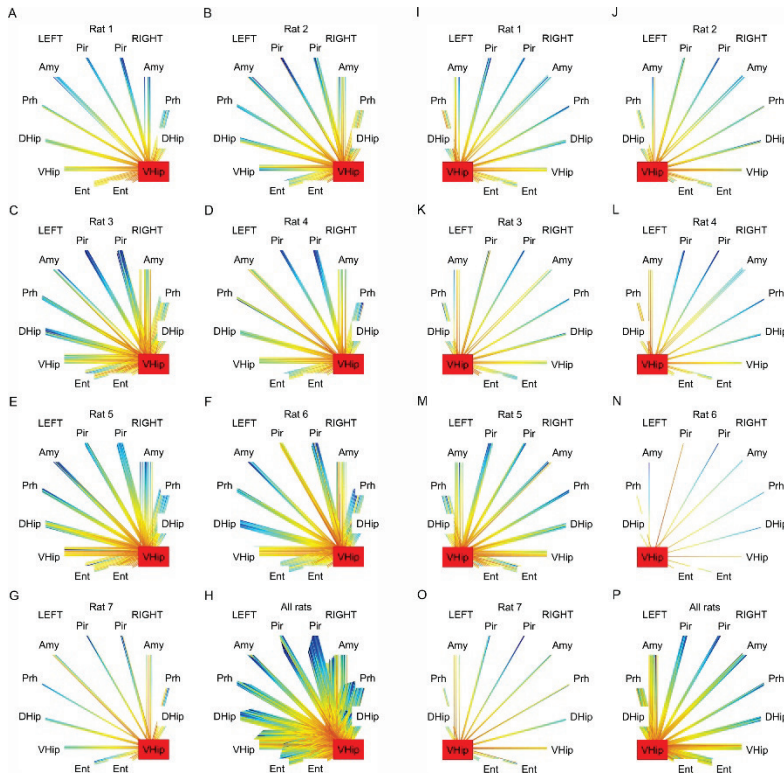 A
Rat 1
LEFT
RIGHT
Pir
Pir
Amy
Amy
Prh
Prh
DHip
DHip
VHip
VHip
Ent
Ent
B
Rat 2
LEFT
RIGHT
Pir
Pir
Amy
Amy
Prh
Prh
DHip
DHip
VHip
VHip
Ent
Ent
I
Rat 1
LEFT
RIGHT
Pir
Pir
Amy
Amy
Prh
Prh
DHip
DHip
VHip
VHip
Ent
Ent
J
Rat 2
LEFT
RIGHT
Pir
Pir
Amy
Amy
Prh
Prh
DHip
DHip
VHip
VHip
Ent
Ent
C
Rat 3
LEFT
RIGHT
Pir
Pir
Amy
Amy
Prh
Prh
DHip
DHip
VHip
VHip
Ent
Ent
D
Rat 4
LEFT
RIGHT
Pir
Pir
Amy
Amy
Prh
Prh
DHip
DHip
VHip
VHip
Ent
Ent
K
Rat 3
LEFT
RIGHT
Pir
Pir
Amy
Amy
Prh
Prh
DHip
DHip
VHip
VHip
Ent
Ent
L
Rat 4
LEFT
RIGHT
Pir
Pir
Amy
Amy
Prh
Prh
DHip
DHip
VHip
VHip
Ent
Ent
E
Rat 5
LEFT
RIGHT
Pir
Pir
Amy
Amy
Prh
Prh
DHip
DHip
VHip
VHip
Ent
Ent
F
Rat 6
LEFT
RIGHT
Pir
Pir
Amy
Amy
Prh
Prh
DHip
DHip
VHip
VHip
Ent
Ent
M
Rat 5
LEFT
RIGHT
Pir
Pir
Amy
Amy
Prh
Prh
DHip
DHip
VHip
VHip
Ent
Ent
N
Rat 6
LEFT
RIGHT
Pir
Pir
Amy
Amy
Prh
Prh
DHip
DHip
VHip
VHip
Ent
Ent
G
Rat 7
LEFT
RIGHT
Pir
Pir
Amy
Amy
Prh
Prh
DHip
DHip
VHip
VHip
Ent
Ent
H
All rats
LEFT
RIGHT
Pir
Pir
Amy
Amy
Prh
Prh
DHip
DHip
VHip
VHip
Ent
Ent
O
Rat 7
LEFT
RIGHT
Pir
Pir
Amy
Amy
Prh
Prh
DHip
DHip
VHip
VHip
Ent
Ent
P
All rats
LEFT
RIGHT
Pir
Pir
Amy
Amy
Prh
Prh
DHip
DHip
VHip
VHip
Ent
Ent